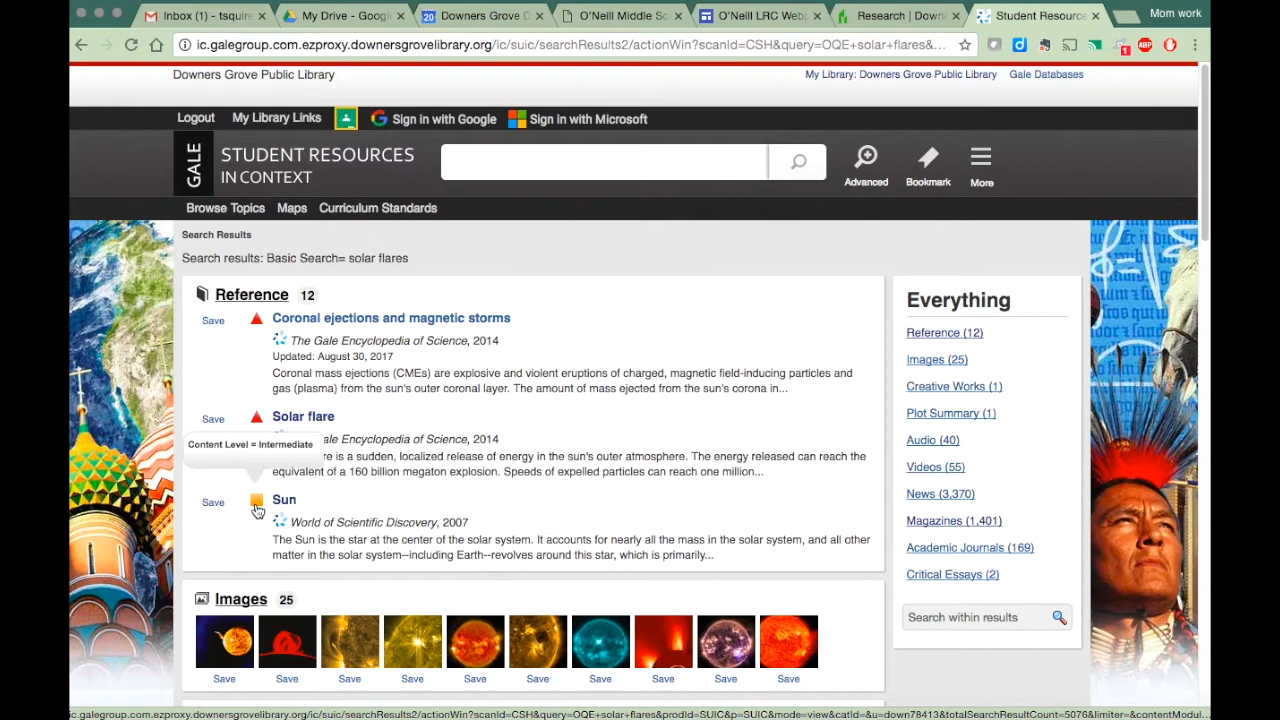 Inbox (1) - tsquire
My Drive - Google
20 Downers Grove D
O'Neill Middle Sc
O'Neill LRC Webp
Research | Down
Student Resource
Mom work
ic.galegroup.com.ezproxy.downersgrovelibrary.org/ic/suic/searchResults2/actionWin?scanId=CSH&query=OQE+solar+flares&...
1
ABP
Downers Grove Public Library
My Library: Downers Grove Public Library Gale Databases
Logout My Library Links Sign in with Google Sign in with Microsoft
GALE
STUDENT RESOURCES
IN CONTEXT
Advanced Bookmark More
Browse Topics Maps Curriculum Standards
Search Results
Search results: Basic Search= solar flares
Reference 12
Save Coronal ejections and magnetic storms
The Gale Encyclopedia of Science, 2014
Updated: August 30, 2017
Coronal mass ejections (CMEs) are explosive and violent eruptions of charged, magnetic field-inducing particles and
gas (plasma) from the sun's outer coronal layer. The amount of mass ejected from the sun's corona in...
Save Solar flare
Content Level = Intermediate
ale Encyclopedia of Science, 2014
re is a sudden, localized release of energy in the sun's outer atmosphere. The energy released can reach the
equivalent of a 160 billion megaton explosion. Speeds of expelled particles can reach one million...
Save Sun
World of Scientific Discovery, 2007
The Sun is the star at the center of the solar system. It accounts for nearly all the mass in the solar system, and all other
matter in the solar system--including Earth--revolves around this star, which is primarily...
Images 25
Save Save Save Save Save Save Save Save Save Save
Everything
Reference (12)
Images (25)
Creative Works (1)
Plot Summary (1)
Audio (40)
Videos (55)
News (3,370)
Magazines (1,401)
Academic Journals (169)
Critical Essays (2)
Search within results
ic.galegroup.com.ezproxy.downersgrovelibrary.org/ic/suic/searchResults2/actionWin?scanId=CSH&query=OQE+solar+flares&prodId=SUIC&p=SUIC&mode=view&catId=&u=down78413&totalSearchResultCount=5076&limiter=&contentModul...